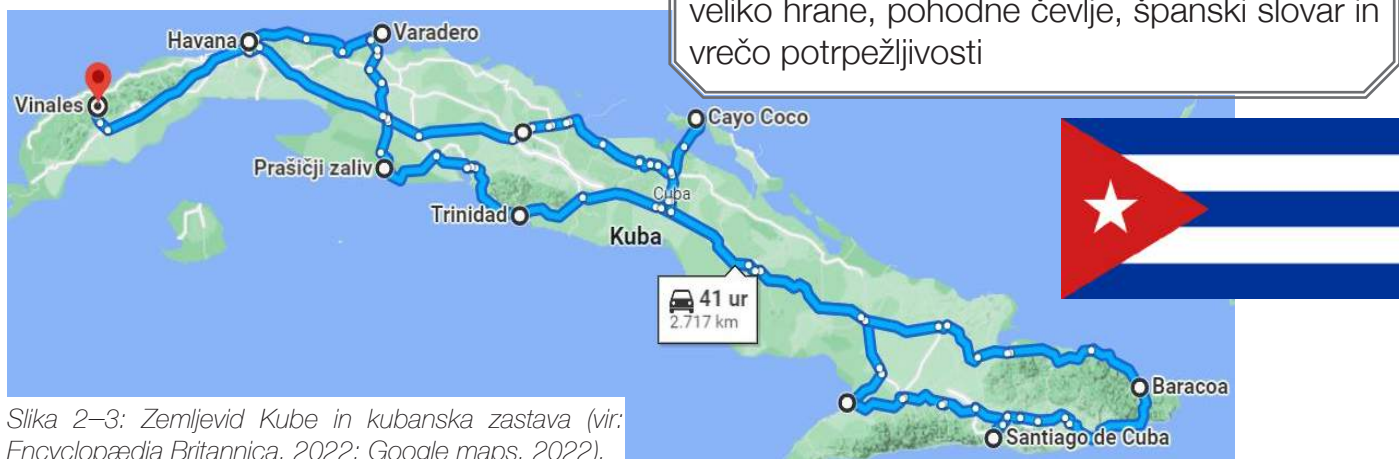 veliko hrane, pohodne čevlje, španski slovar in
vrečo potrpežljivosti
Havana
Varadero
Vinales
Cayo Coco
Prašičji zaliv
Cuba
Trinidad
Kuba
41 ur
2.717 km
Baracoa
Santiago de Cuba
Slika 2–3: Zemljevid Kube in kubanska zastava (vir:
Encyclopædia Britannica, 2022; Google maps, 2022).